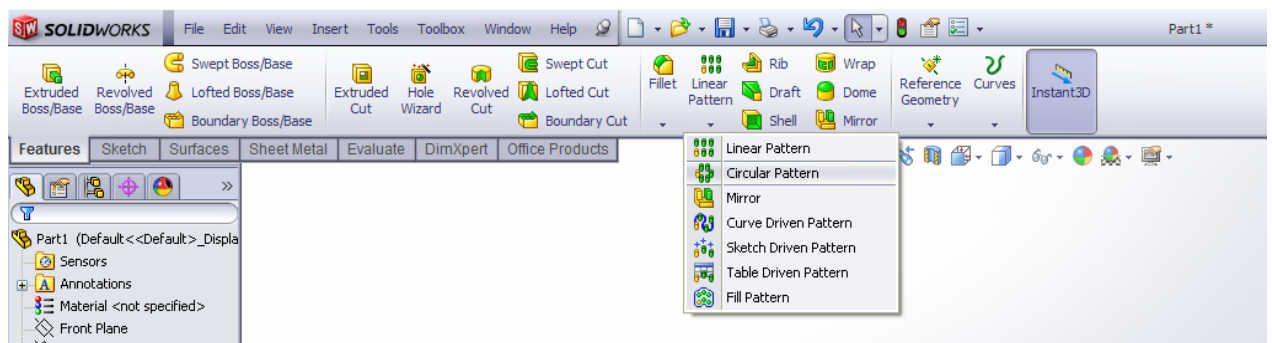 SW SOLIDWORKS File Edit View Insert Tools Toolbox Window Help Part1 *
Extruded Boss/Base
Revolved Boss/Base
Swept Boss/Base
Lofted Boss/Base
Boundary Boss/Base
Extruded Cut
Hole Wizard
Revolved Cut
Swept Cut
Lofted Cut
Boundary Cut
Fillet
Linear Pattern
Rib
Draft
Shell
Wrap
Dome
Mirror
Reference Geometry
Curves
Instant3D
Features Sketch Surfaces Sheet Metal Evaluate DimXpert Office Products
Linear Pattern
Circular Pattern
Mirror
Curve Driven Pattern
Sketch Driven Pattern
Table Driven Pattern
Fill Pattern
»
Part1 (Default<<Default>_Displa
Sensors
A Annotations
Material <not specified>
Front Plane